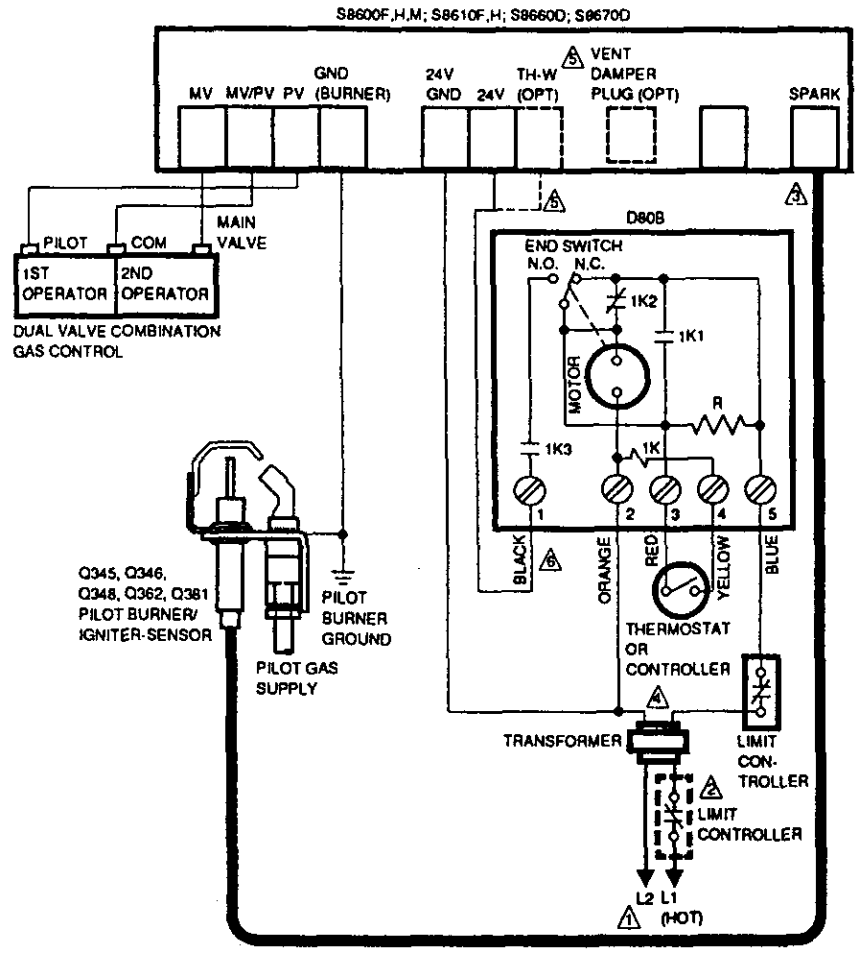 S8600F,H,M; S8610F,H; S8660D; S8670D
5 VENT
DAMPER
PLUG (OPT)
MV MV/PV PV GND
(BURNER)
24V
GND 24V TH-W
(OPT)
SPARK
5
3
PILOT COM MAIN
VALVE
1ST
OPERATOR
2ND
OPERATOR
DUAL VALVE COMBINATION
GAS CONTROL
D80B
END SWITCH
N.O. N.C.
1K2
1K1
MOTOR
R
1K3
1K
1 2 3 4 5
BLACK
6
ORANGE
RED
YELLOW
BLUE
Q345, Q346,
Q348, Q362, Q381
PILOT BURNER/
IGNITER-SENSOR
PILOT
BURNER
GROUND
PILOT GAS
SUPPLY
THERMOSTAT
OR
CONTROLLER
4
TRANSFORMER
LIMIT
CON-
TROLLER
2
LIMIT
CONTROLLER
L2 L1
(HOT)
1